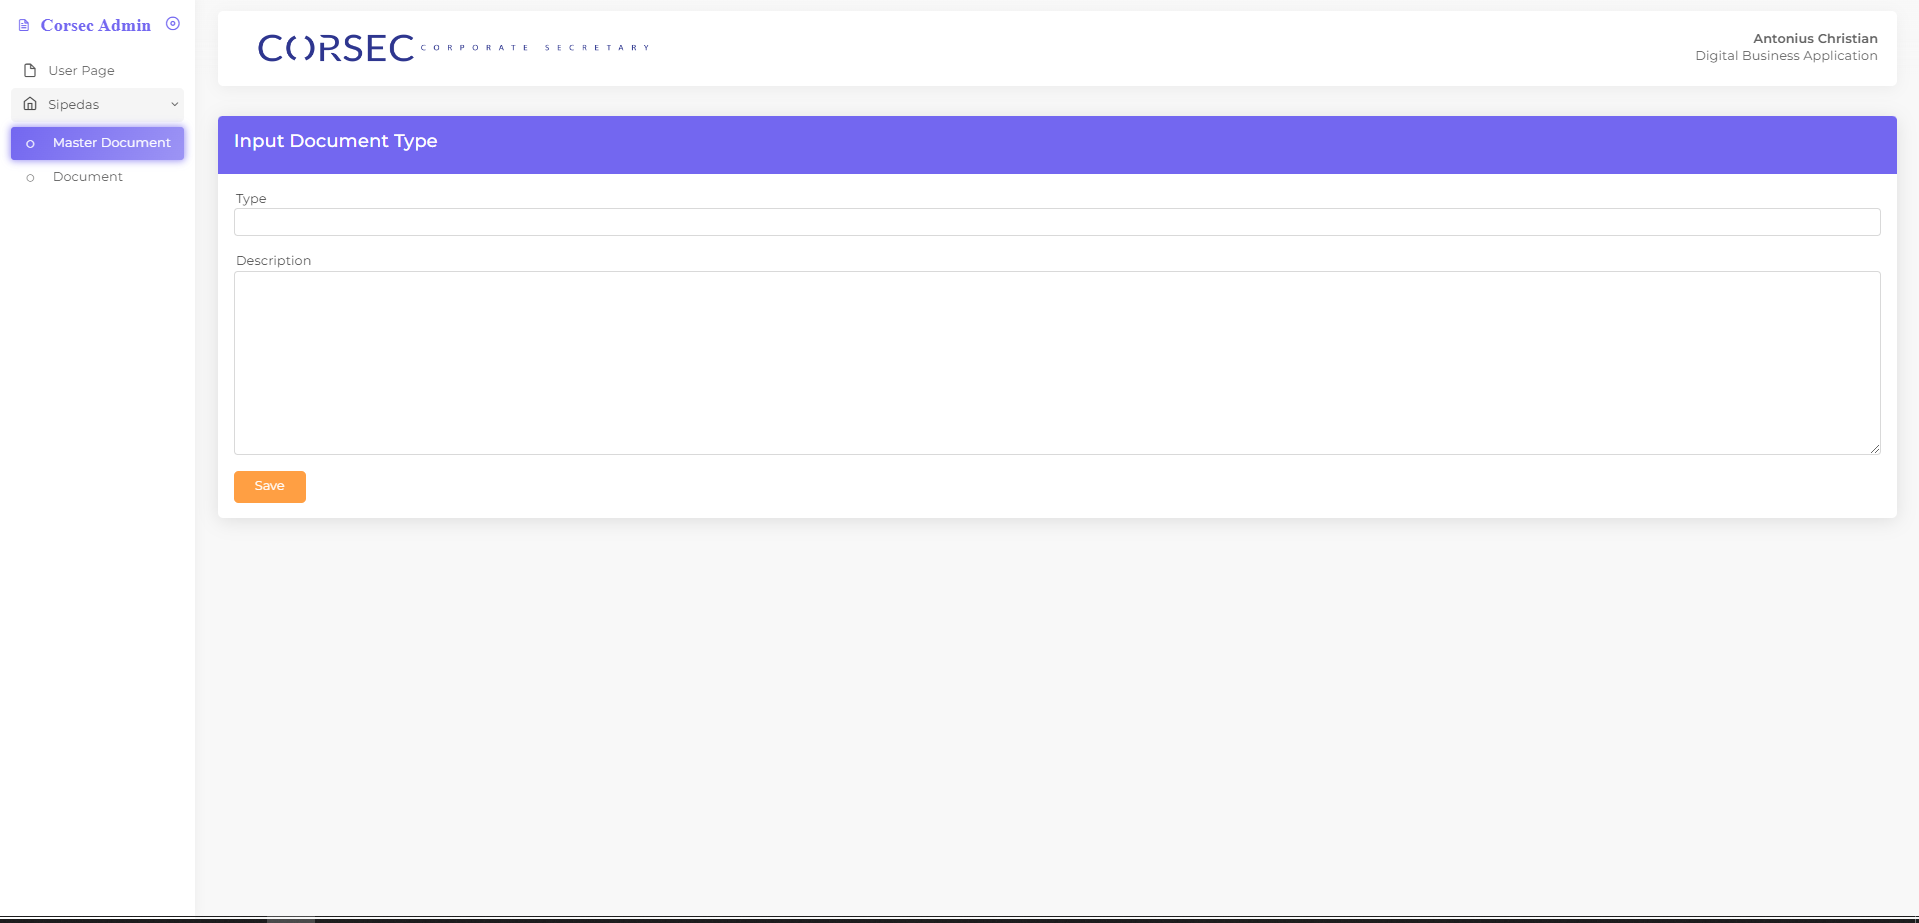 Corsec Admin
User Page
Sipedas
Master Document
Document
CORSEC CORPORATE SECRETARY
Antonius Christian
Digital Business Application
Input Document Type
Type
Description
Save